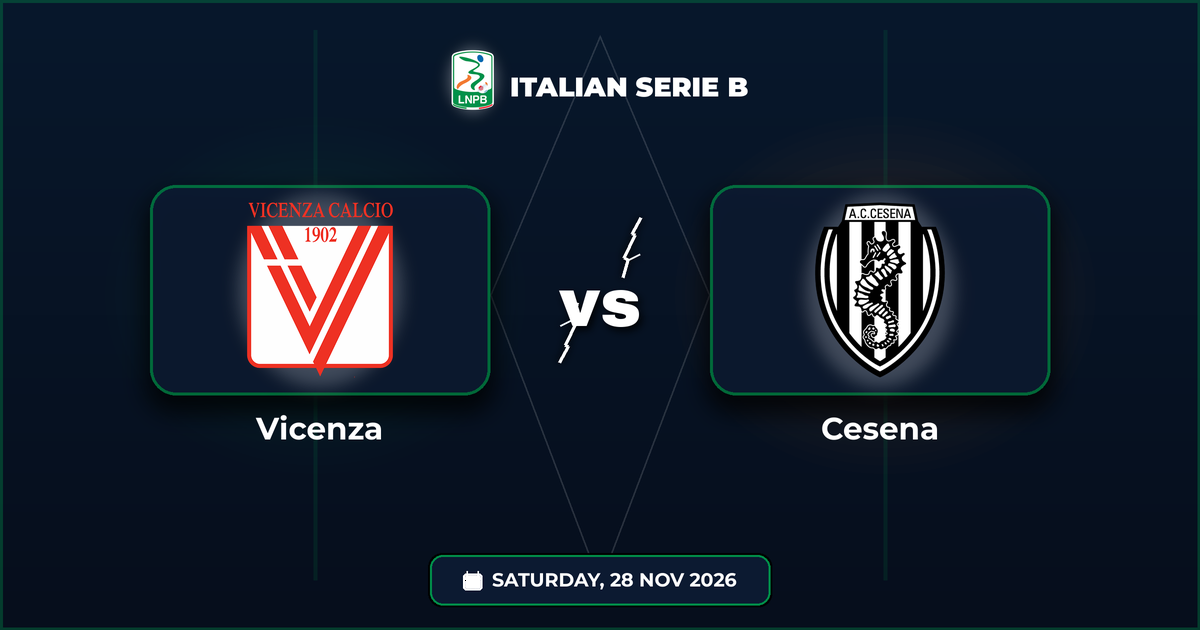 LNPB
ITALIAN SERIE B
VICENZA CALCIO
1902
A.C.CESENA
vs
Vicenza
Cesena
SATURDAY, 28 NOV 2026